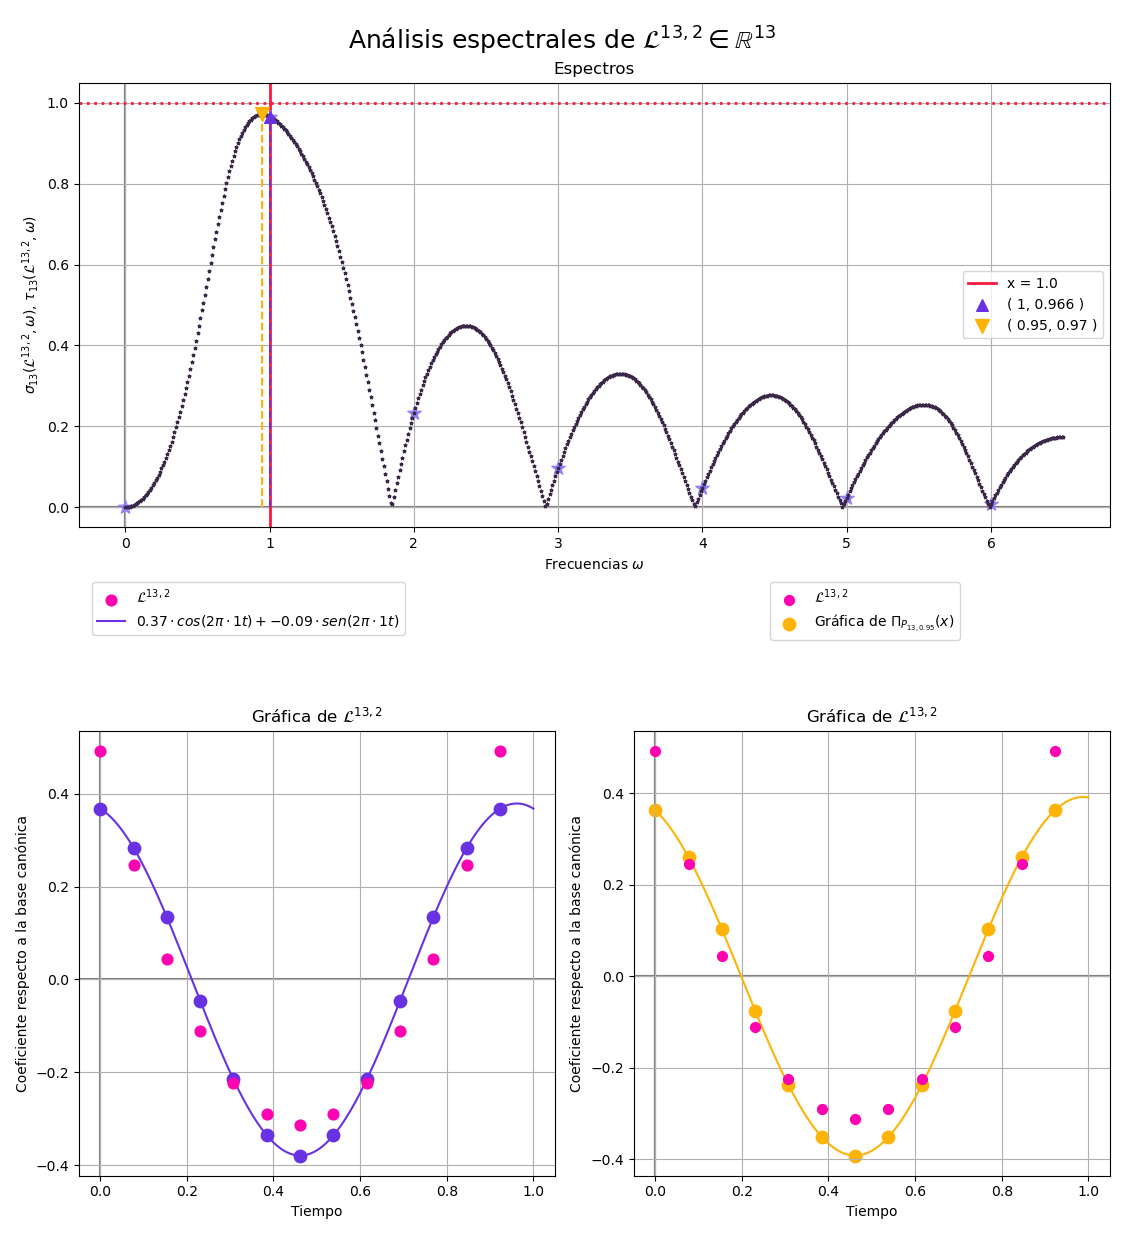 Análisis espectrales de ℒ^{13, 2} ∈ ℝ^{13}
Espectros
σ_{13}(ℒ^{13, 2}, ω), τ_{13}(ℒ^{13, 2}, ω)
1.0
0.8
0.6
0.4
0.2
0.0
x = 1.0
( 1, 0.966 )
( 0.95, 0.97 )
0 1 2 3 4 5 6
Frecuencias ω
ℒ^{13, 2}
0.37 · cos(2π · 1t) + −0.09 · sen(2π · 1t)
ℒ^{13, 2}
Gráfica de Π_{P_{13, 0.95}}(x)
Gráfica de ℒ^{13, 2}
Coeficiente respecto a la base canónica
0.4
0.2
0.0
−0.2
−0.4
0.0 0.2 0.4 0.6 0.8 1.0
Tiempo
Gráfica de ℒ^{13, 2}
Coeficiente respecto a la base canónica
0.4
0.2
0.0
−0.2
−0.4
0.0 0.2 0.4 0.6 0.8 1.0
Tiempo